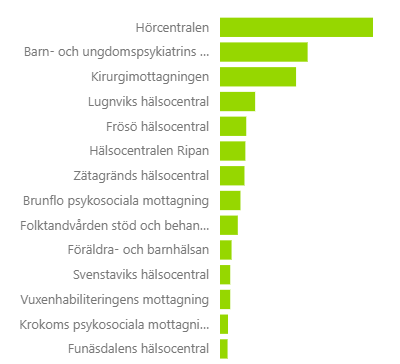 Hörcentralen
Barn- och ungdomspsykiatrins ...
Kirurgimottagningen
Lugnviks hälsocentral
Frösö hälsocentral
Hälsocentralen Ripan
Zätagränds hälsocentral
Brunflo psykosociala mottagning
Folktandvården stöd och behan...
Föräldra- och barnhälsan
Svenstaviks hälsocentral
Vuxenhabiliteringens mottagning
Krokoms psykosociala mottagni...
Funäsdalens hälsocentral